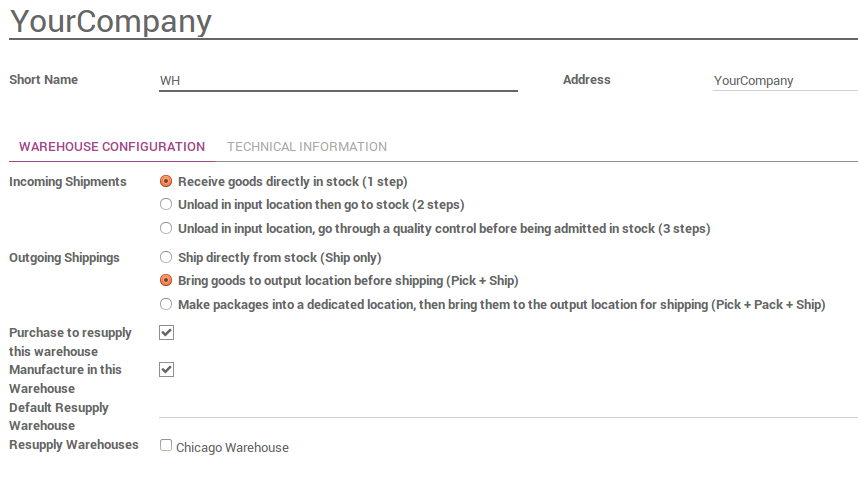 YourCompany
Short Name WH Address YourCompany
WAREHOUSE CONFIGURATION TECHNICAL INFORMATION
Incoming Shipments Receive goods directly in stock (1 step)
Unload in input location then go to stock (2 steps)
Unload in input location, go through a quality control before being admitted in stock (3 steps)
Outgoing Shippings Ship directly from stock (Ship only)
Bring goods to output location before shipping (Pick + Ship)
Make packages into a dedicated location, then bring them to the output location for shipping (Pick + Pack + Ship)
Purchase to resupply
this warehouse
Manufacture in this
Warehouse
Default Resupply
Warehouse
Resupply Warehouses Chicago Warehouse